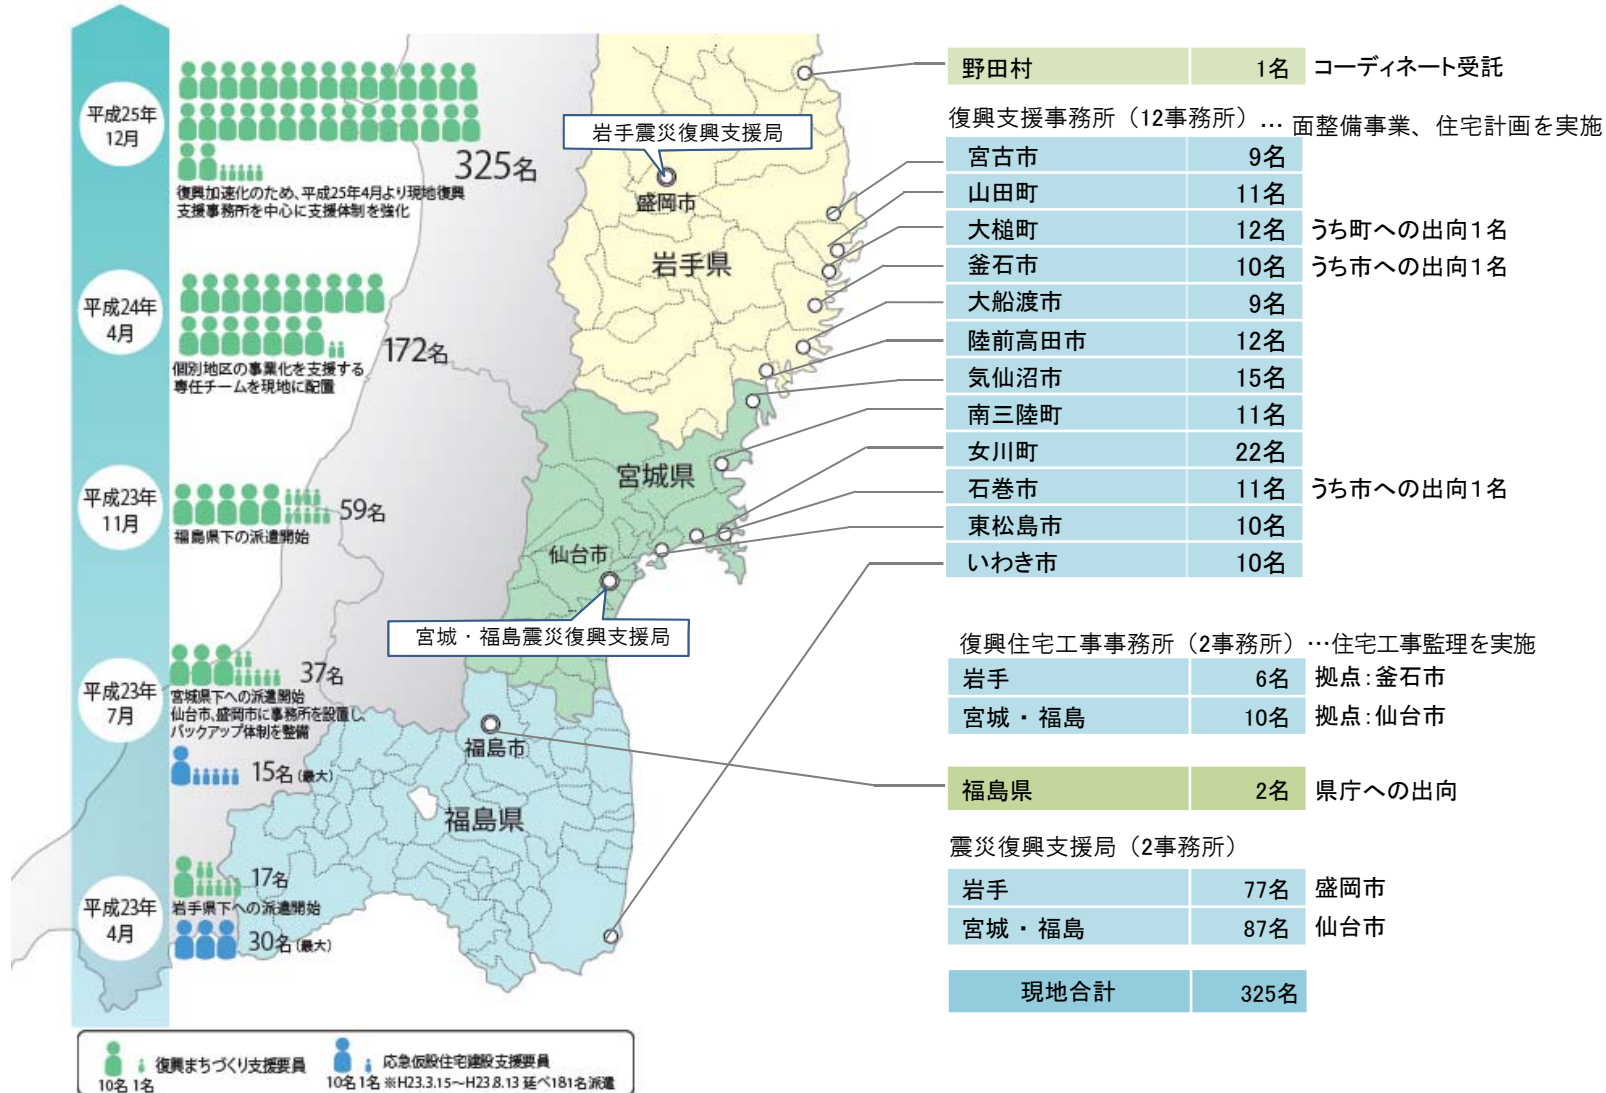 平成25年
12月
325名
復興加速化のため、平成25年4月より現地復興
支援事務所を中心に支援体制を強化
平成24年
4月
172名
個別地区の事業化を支援する
専任チームを現地に配置
平成23年
11月
59名
福島県下の派遣開始
平成23年
7月
37名
宮城県下への派遣開始
仙台市、盛岡市に事務所を設置し、
バックアップ体制を整備
15名(最大)
平成23年
4月
17名
岩手県下への派遣開始
30名(最大)
復興まちづくり支援要員
10名 1名
応急仮設住宅建設支援要員
10名 1名 ※H23.3.15～H23.8.13 延べ181名派遣
岩手震災復興支援局
盛岡市
岩手県
宮城県
仙台市
宮城・福島震災復興支援局
福島市
福島県
野田村 1名 コーディネート受託
復興支援事務所（12事務所）… 面整備事業、住宅計画を実施
宮古市 9名
山田町 11名
大槌町 12名 うち町への出向1名
釜石市 10名 うち市への出向1名
大船渡市 9名
陸前高田市 12名
気仙沼市 15名
南三陸町 11名
女川町 22名
石巻市 11名 うち市への出向1名
東松島市 10名
いわき市 10名
復興住宅工事事務所（2事務所）…住宅工事監理を実施
岩手 6名 拠点：釜石市
宮城・福島 10名 拠点：仙台市
福島県 2名 県庁への出向
震災復興支援局（2事務所）
岩手 77名 盛岡市
宮城・福島 87名 仙台市
現地合計 325名